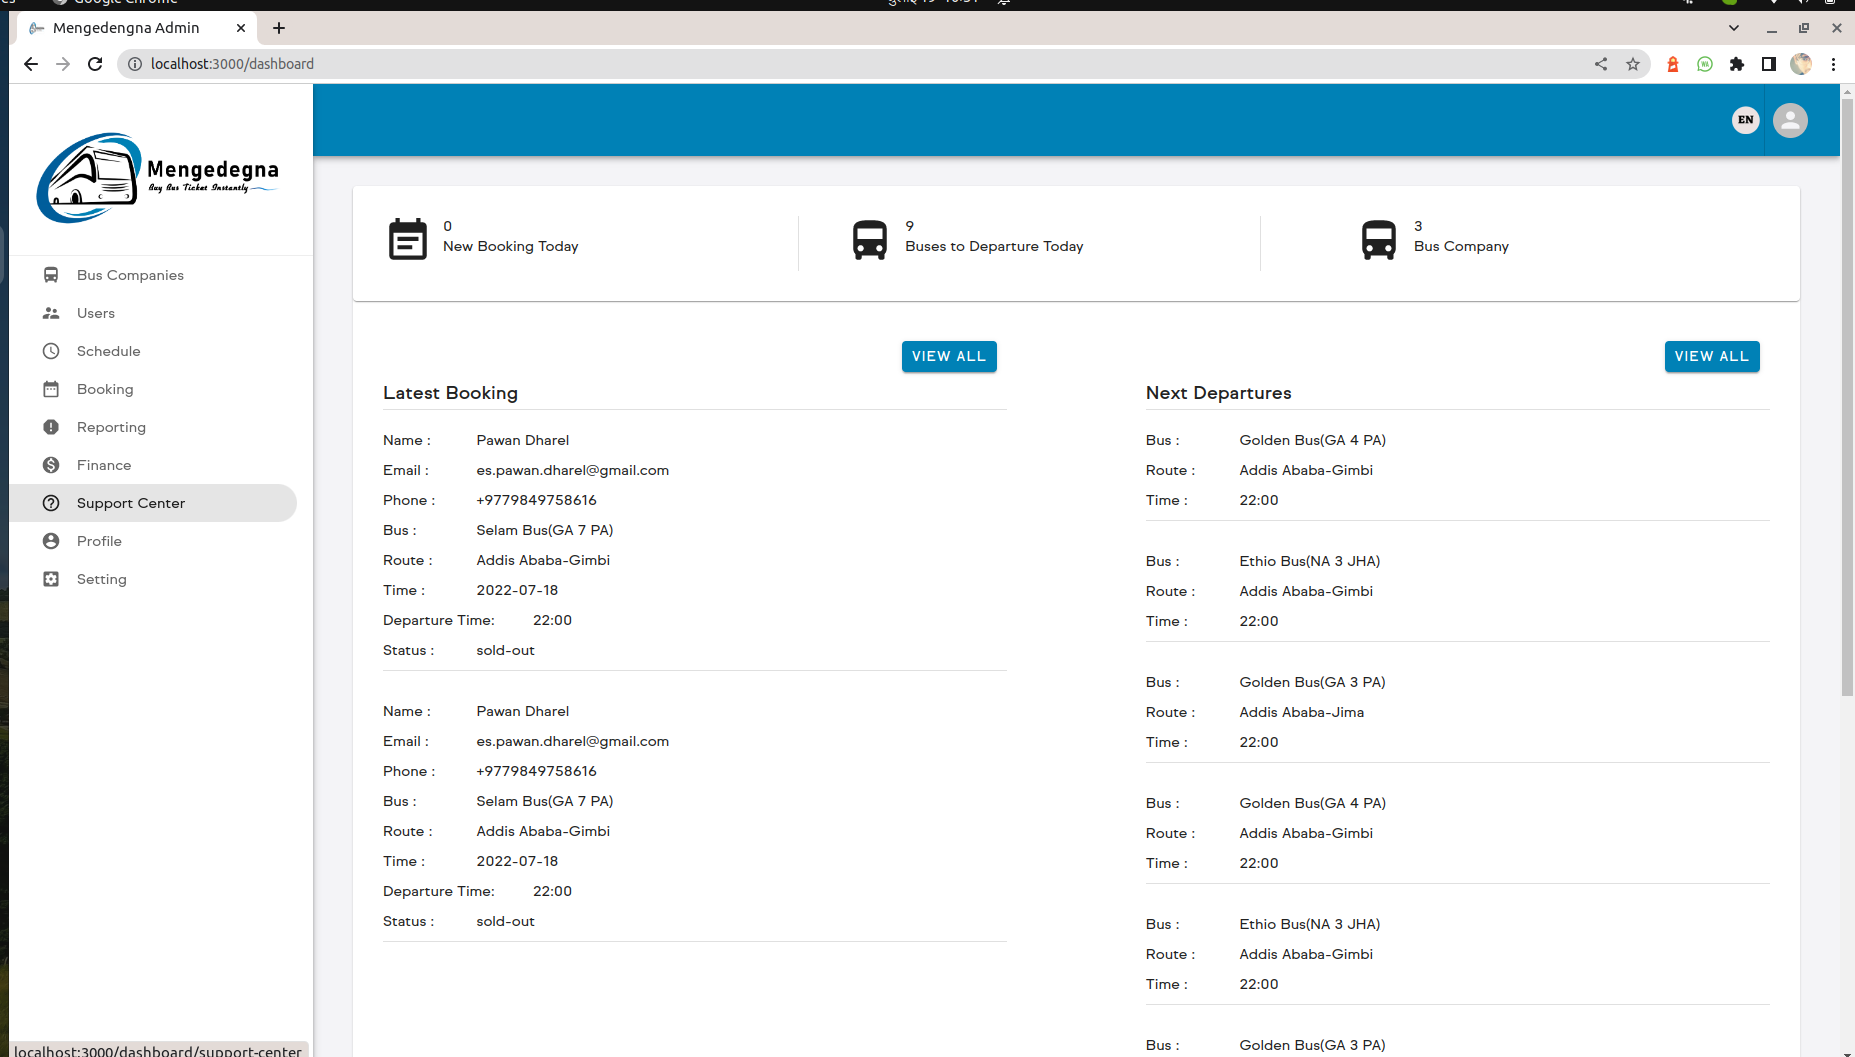 Mengedengna Admin
localhost:3000/dashboard
Mengedegna
Buy Bus Ticket Instantly
EN
Bus Companies
Users
Schedule
Booking
Reporting
Finance
Support Center
Profile
Setting
0
New Booking Today
9
Buses to Departure Today
3
Bus Company
VIEW ALL
Latest Booking
Name : Pawan Dharel
Email : es.pawan.dharel@gmail.com
Phone : +9779849758616
Bus : Selam Bus(GA 7 PA)
Route : Addis Ababa-Gimbi
Time : 2022-07-18
Departure Time: 22:00
Status : sold-out
Name : Pawan Dharel
Email : es.pawan.dharel@gmail.com
Phone : +9779849758616
Bus : Selam Bus(GA 7 PA)
Route : Addis Ababa-Gimbi
Time : 2022-07-18
Departure Time: 22:00
Status : sold-out
VIEW ALL
Next Departures
Bus : Golden Bus(GA 4 PA)
Route : Addis Ababa-Gimbi
Time : 22:00
Bus : Ethio Bus(NA 3 JHA)
Route : Addis Ababa-Gimbi
Time : 22:00
Bus : Golden Bus(GA 3 PA)
Route : Addis Ababa-Jima
Time : 22:00
Bus : Golden Bus(GA 4 PA)
Route : Addis Ababa-Gimbi
Time : 22:00
Bus : Ethio Bus(NA 3 JHA)
Route : Addis Ababa-Gimbi
Time : 22:00
Bus : Golden Bus(GA 3 PA)
localhost:3000/dashboard/support-center